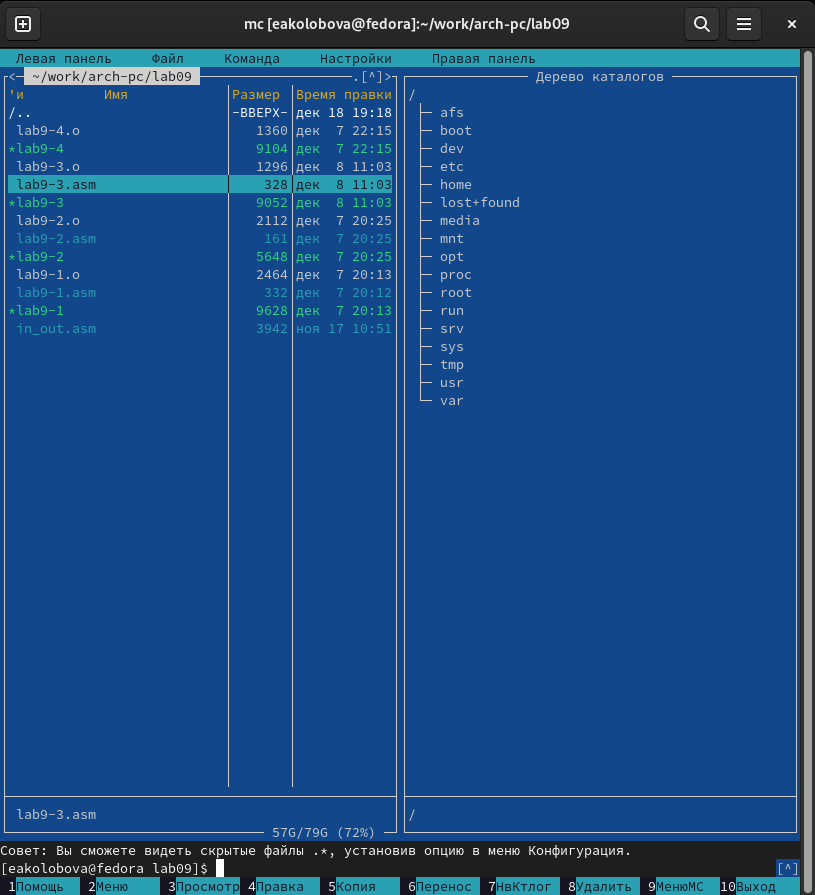 mc [eakolobova@fedora]:~/work/arch-pc/lab09
Левая панель Файл Команда Настройки Правая панель
<─ ~/work/arch-pc/lab09 ─.[^]>
'и Имя Размер Время правки
/.. -ВВЕРХ- дек 18 19:18
lab9-4.o 1360 дек 7 22:15
*lab9-4 9104 дек 7 22:15
lab9-3.o 1296 дек 8 11:03
lab9-3.asm 328 дек 8 11:03
*lab9-3 9052 дек 8 11:03
lab9-2.o 2112 дек 7 20:25
lab9-2.asm 161 дек 7 20:25
*lab9-2 5648 дек 7 20:25
lab9-1.o 2464 дек 7 20:13
lab9-1.asm 332 дек 7 20:12
*lab9-1 9628 дек 7 20:13
in_out.asm 3942 ноя 17 10:51
lab9-3.asm
57G/79G (72%)
Дерево каталогов
/
afs
boot
dev
etc
home
lost+found
media
mnt
opt
proc
root
run
srv
sys
tmp
usr
var
/
Совет: Вы сможете видеть скрытые файлы .*, установив опцию в меню Конфигурация.
[eakolobova@fedora lab09]$ [^]
1Помощь 2Меню 3Просмотр 4Правка 5Копия 6Перенос 7НвКтлог 8Удалить 9МенюМС 10Выход